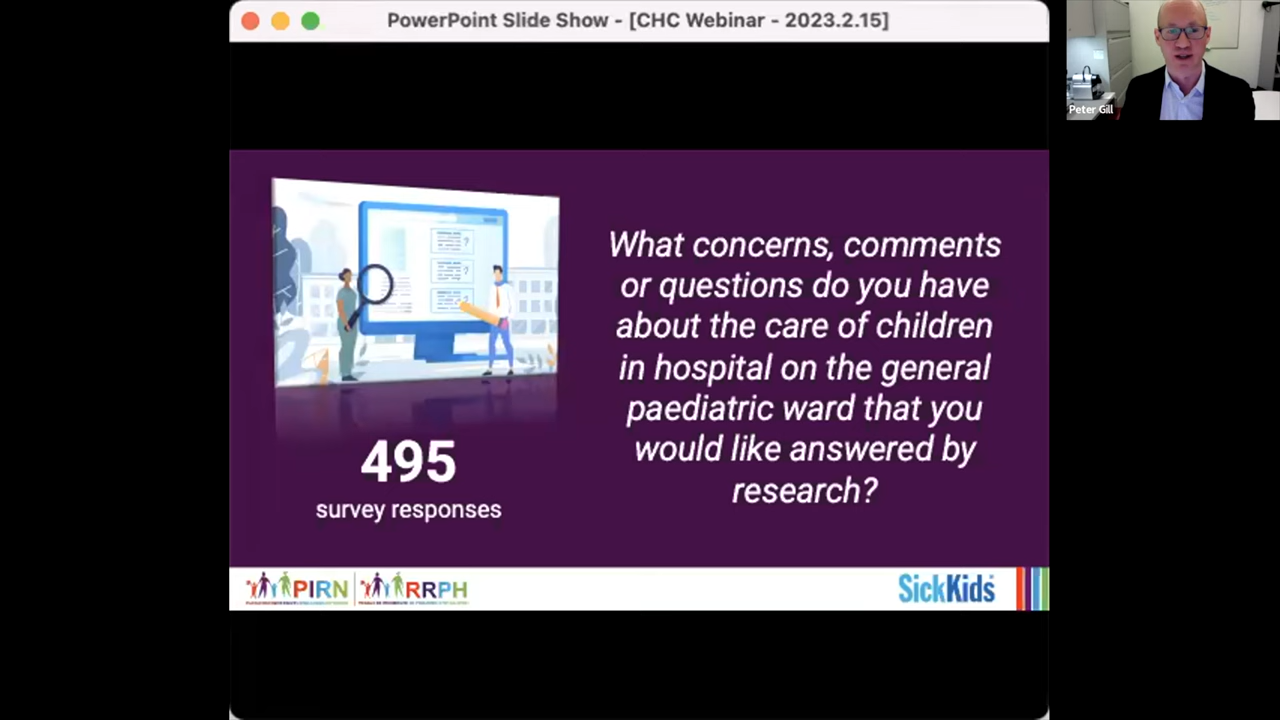 PowerPoint Slide Show - [CHC Webinar - 2023.2.15]
Peter Gill
What concerns, comments
or questions do you have
about the care of children
in hospital on the general
paediatric ward that you
would like answered by
research?
495
survey responses
PIRN
RRPH
SickKids